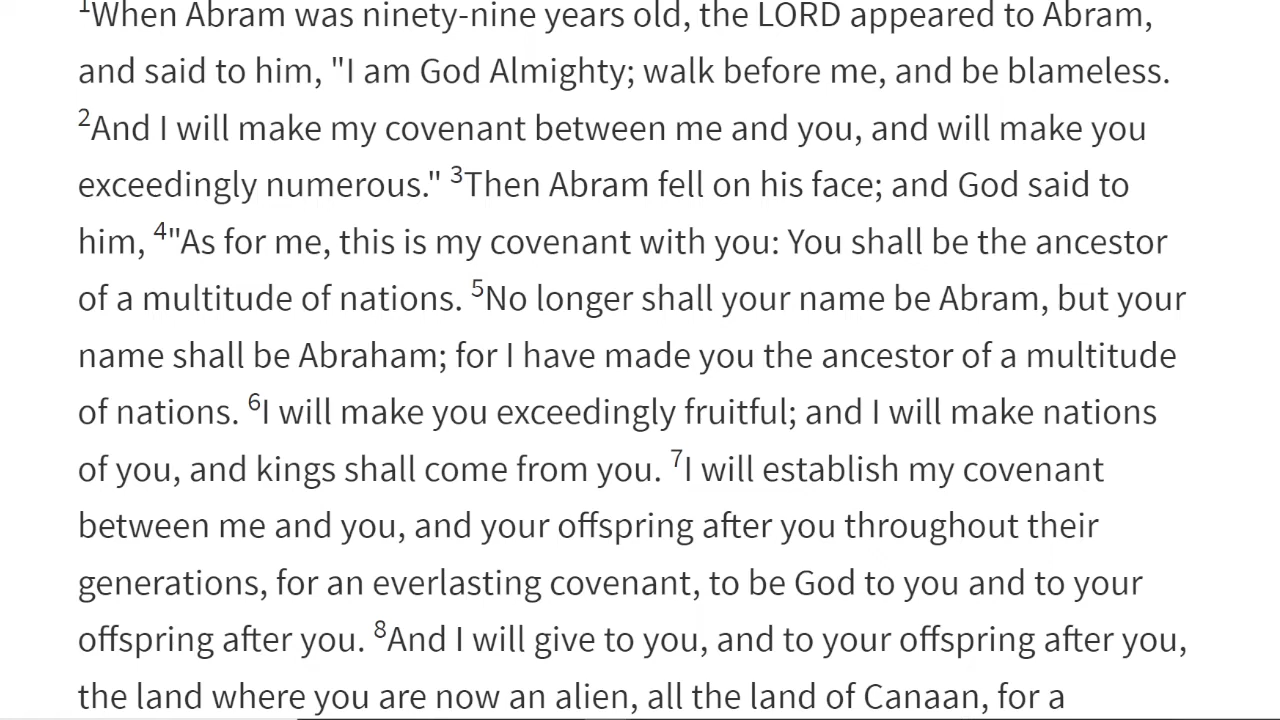 1When Abram was ninety-nine years old, the LORD appeared to Abram,
and said to him, "I am God Almighty; walk before me, and be blameless.
2And I will make my covenant between me and you, and will make you
exceedingly numerous." 3Then Abram fell on his face; and God said to
him, 4"As for me, this is my covenant with you: You shall be the ancestor
of a multitude of nations. 5No longer shall your name be Abram, but your
name shall be Abraham; for I have made you the ancestor of a multitude
of nations. 6I will make you exceedingly fruitful; and I will make nations
of you, and kings shall come from you. 7I will establish my covenant
between me and you, and your offspring after you throughout their
generations, for an everlasting covenant, to be God to you and to your
offspring after you. 8And I will give to you, and to your offspring after you,
the land where you are now an alien, all the land of Canaan, for a